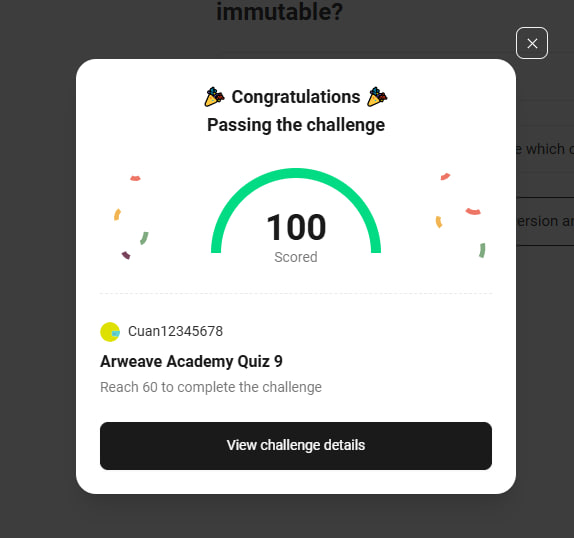 immutable?
Congratulations
Passing the challenge
e which
ersion
100
Scored
Cuan12345678
Arweave Academy Quiz 9
Reach 60 to complete the challenge
View challenge details